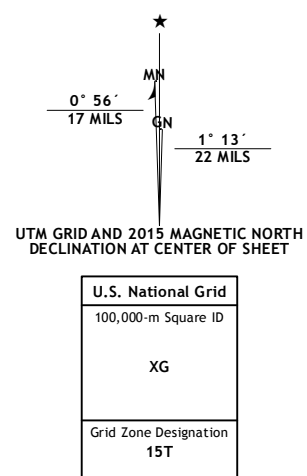 MN
0° 56´
17 MILS
GN
1° 13´
22 MILS
UTM GRID AND 2015 MAGNETIC NORTH
DECLINATION AT CENTER OF SHEET
U.S. National Grid
100,000-m Square ID
XG
Grid Zone Designation
15T